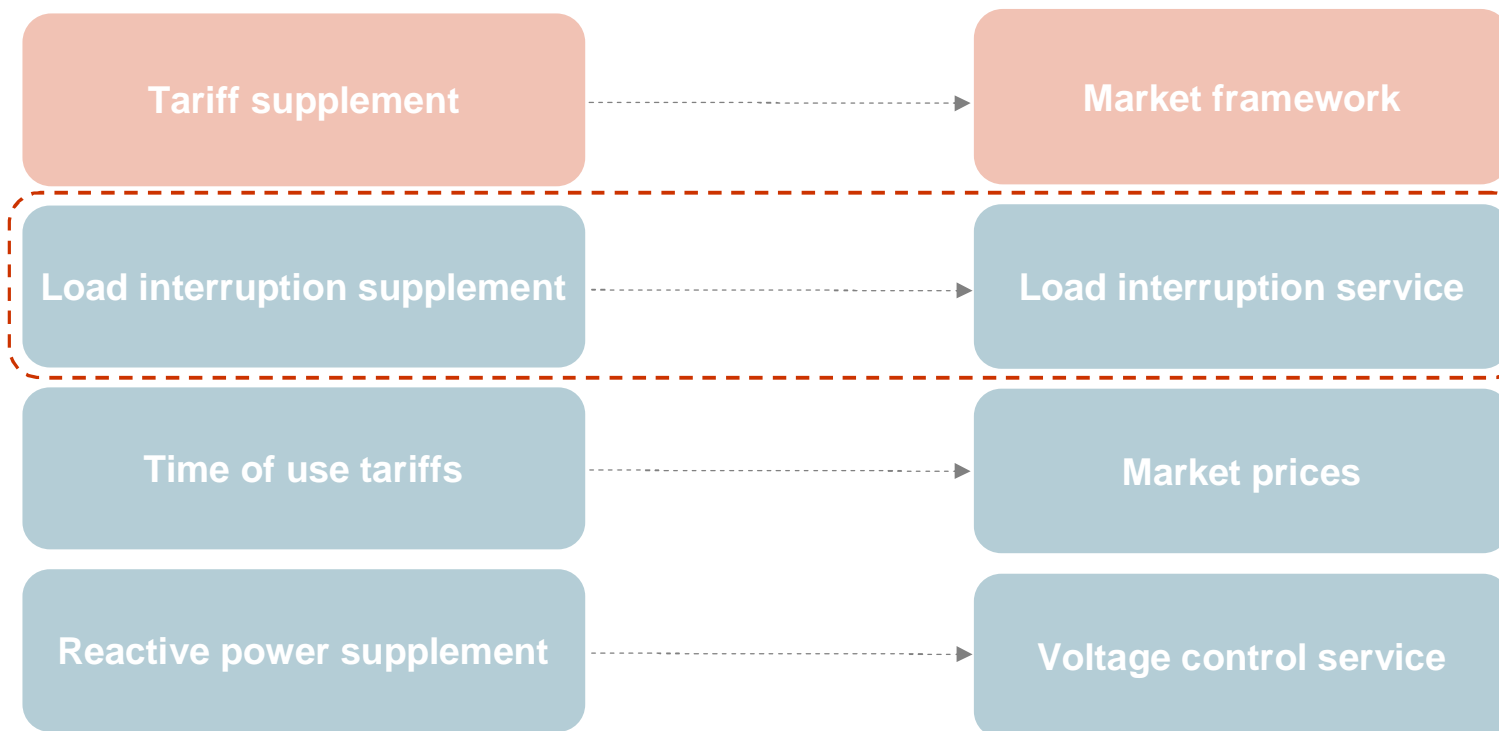 Tariff supplement
Market framework
Load interruption supplement
Load interruption service
Time of use tariffs
Market prices
Reactive power supplement
Voltage control service